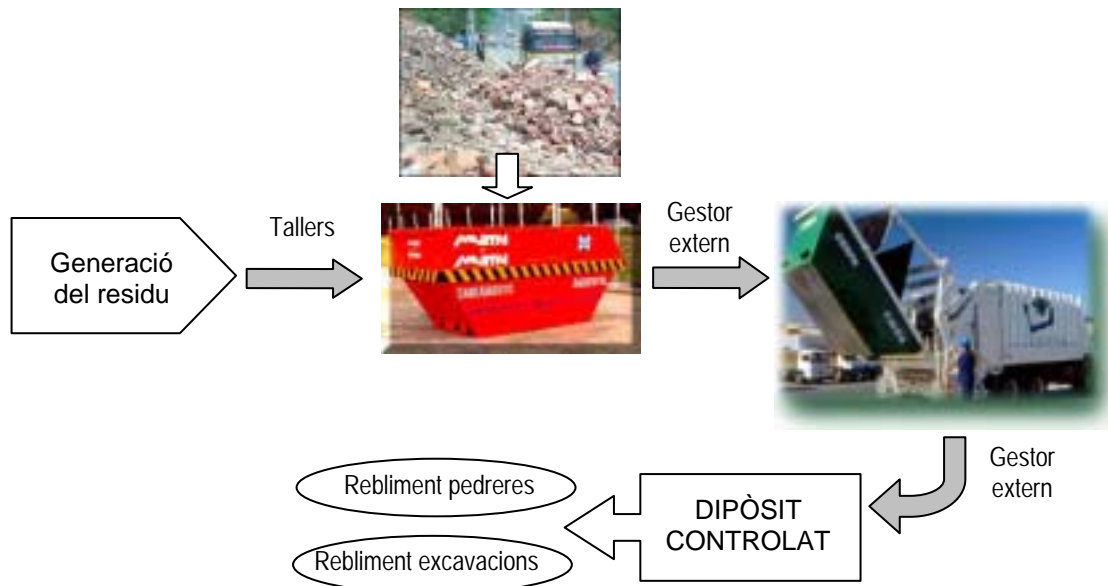 Tallers
Gestor
extern
Generació
del residu
Gestor
extern
Rebliment pedreres
DIPÒSIT
CONTROLAT
Rebliment excavacions